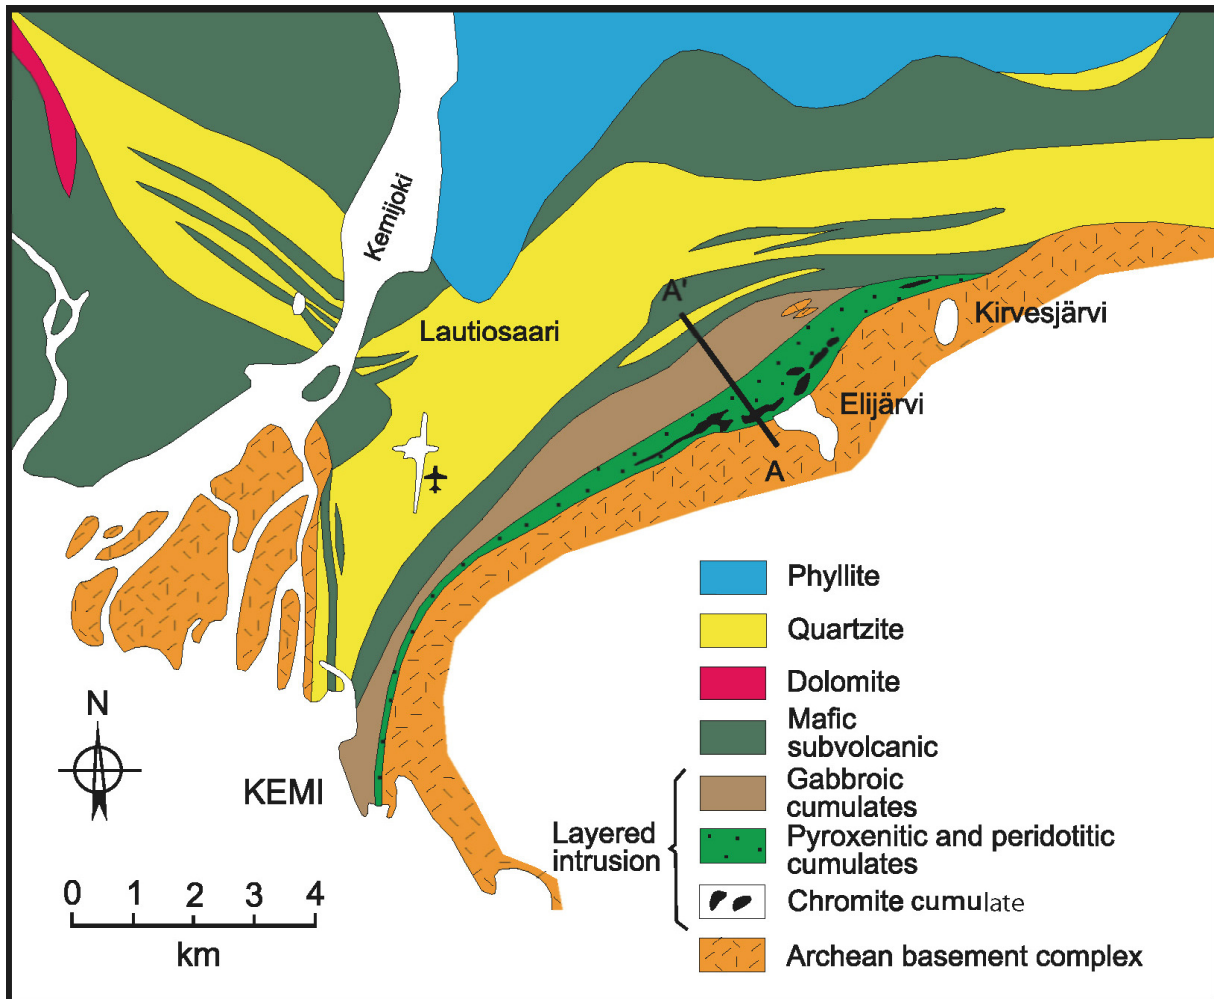 Kemijoki
A'
Lautiosaari
Kirvesjärvi
Elijärvi
A
Phyllite
Quartzite
Dolomite
Mafic
subvolcanic
Gabbroic
cumulates
Pyroxenitic and peridotitic
cumulates
Layered
intrusion
Chromite cumulate
Archean basement complex
N
KEMI
0 1 2 3 4
km